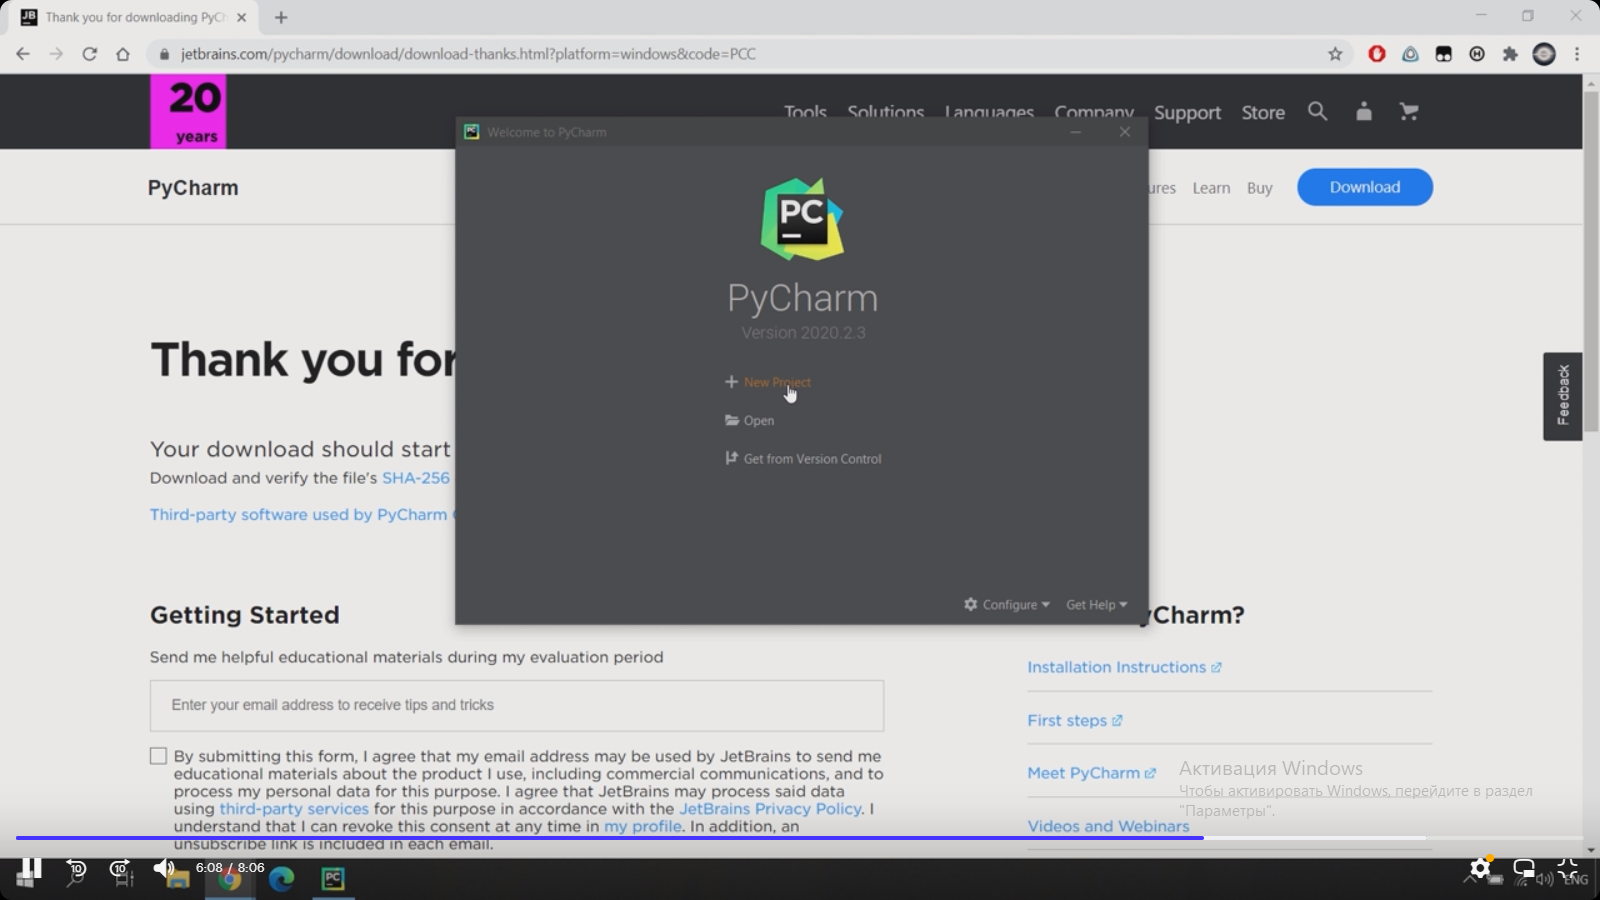 JB
Thank you for downloading PyCh
jetbrains.com/pycharm/download/download-thanks.html?platform=windows&code=PCC
20
years
Tools Solutions Languages Company Support Store
PyCharm
ures Learn Buy Download
Welcome to PyCharm
PC
PyCharm
Version 2020.2.3
New Project
Open
Get from Version Control
Configure Get Help
Feedback
Thank you for
Your download should start
Download and verify the file's SHA-256
Third-party software used by PyCharm C
Getting Started
Send me helpful educational materials during my evaluation period
Enter your email address to receive tips and tricks
By submitting this form, I agree that my email address may be used by JetBrains to send me
educational materials about the product I use, including commercial communications, and to
process my personal data for this purpose. I agree that JetBrains may process said data
using third-party services for this purpose in accordance with the JetBrains Privacy Policy. I
understand that I can revoke this consent at any time in my profile. In addition, an
unsubscribe link is included in each email.
yCharm?
Installation Instructions
First steps
Meet PyCharm
Videos and Webinars
Активация Windows
Чтобы активировать Windows, перейдите в раздел
"Параметры".
10
10
6:08 / 8:06
PC
ENG